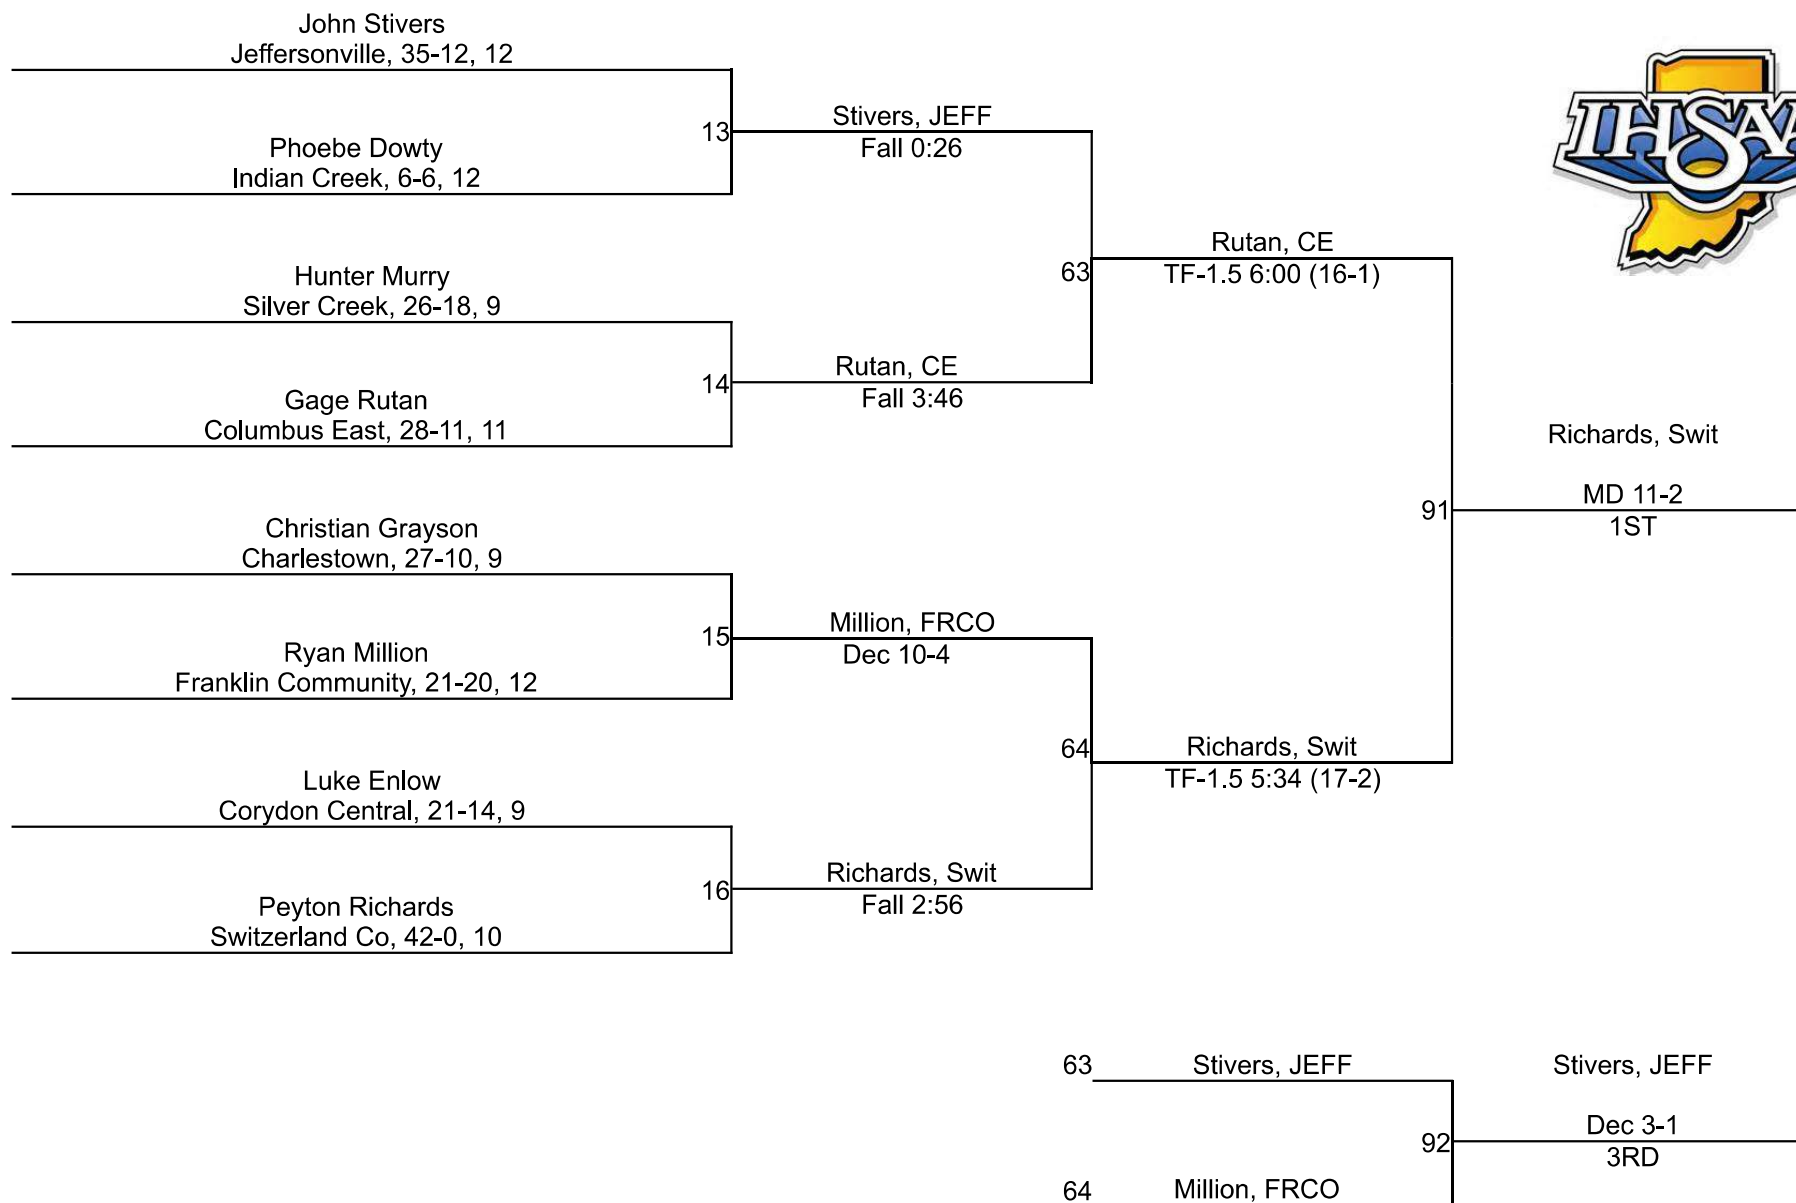 John Stivers
Jeffersonville, 35-12, 12
13
Stivers, JEFF
Fall 0:26
Phoebe Dowty
Indian Creek, 6-6, 12
IHSAA
63
Rutan, CE
TF-1.5 6:00 (16-1)
Hunter Murry
Silver Creek, 26-18, 9
14
Rutan, CE
Fall 3:46
Gage Rutan
Columbus East, 28-11, 11
91
Richards, Swit
MD 11-2
1ST
Christian Grayson
Charlestown, 27-10, 9
15
Million, FRCO
Dec 10-4
Ryan Million
Franklin Community, 21-20, 12
64
Richards, Swit
TF-1.5 5:34 (17-2)
Luke Enlow
Corydon Central, 21-14, 9
16
Richards, Swit
Fall 2:56
Peyton Richards
Switzerland Co, 42-0, 10
63
Stivers, JEFF
Stivers, JEFF
92
Dec 3-1
3RD
64
Million, FRCO